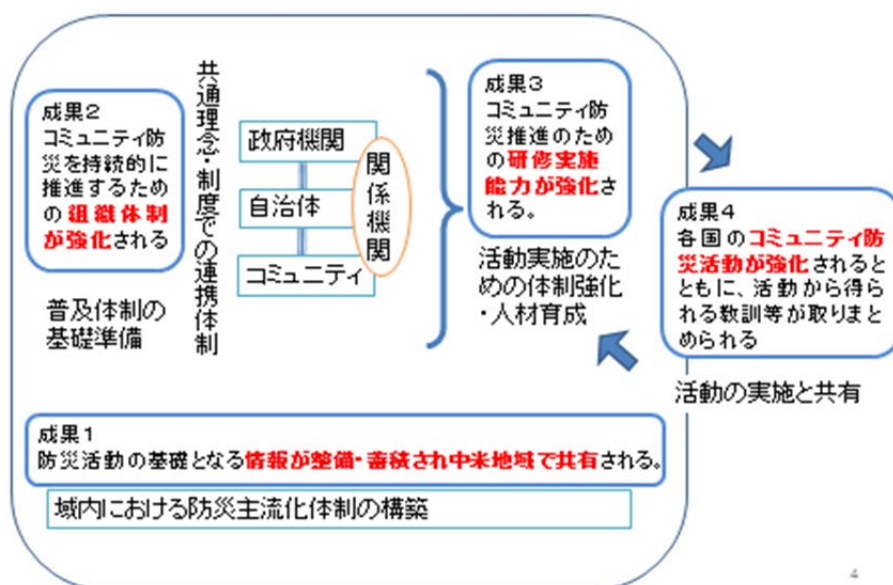 成果2
コミュニティ防
災を持続的に
推進するため
の組織体制
が強化される
普及体制の
基礎準備
共通理念・制度での連携体制
政府機関
自治体
コミュニティ
関係機関
成果3
コミュニティ防
災推進のため
の研修実施
能力が強化さ
れる。
活動実施のた
めの体制強化
・人材育成
成果4
各国のコミュニティ防
災活動が強化されると
ともに、活動から得ら
れる教訓等が取りまと
められる
活動の実施と共有
成果1
防災活動の基礎となる情報が整備・蓄積され中米地域で共有される。
域内における防災主流化体制の構築
4